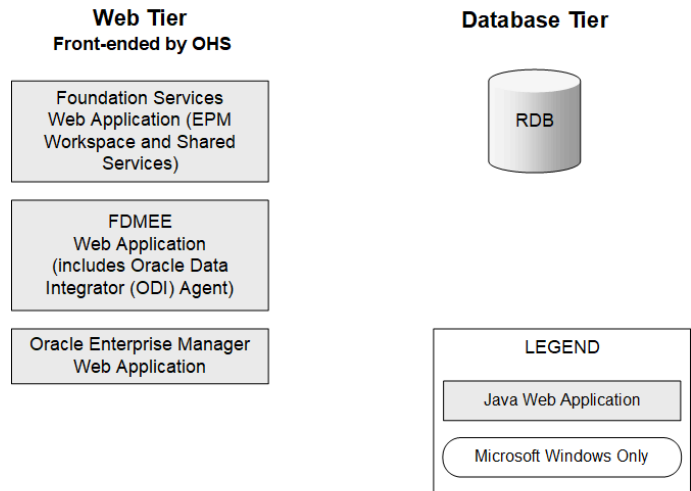 Web Tier
Front-ended by OHS
Foundation Services
Web Application (EPM
Workspace and Shared
Services)
FDMEE
Web Application
(includes Oracle Data
Integrator (ODI) Agent)
Oracle Enterprise Manager
Web Application
Database Tier
RDB
LEGEND
Java Web Application
Microsoft Windows Only